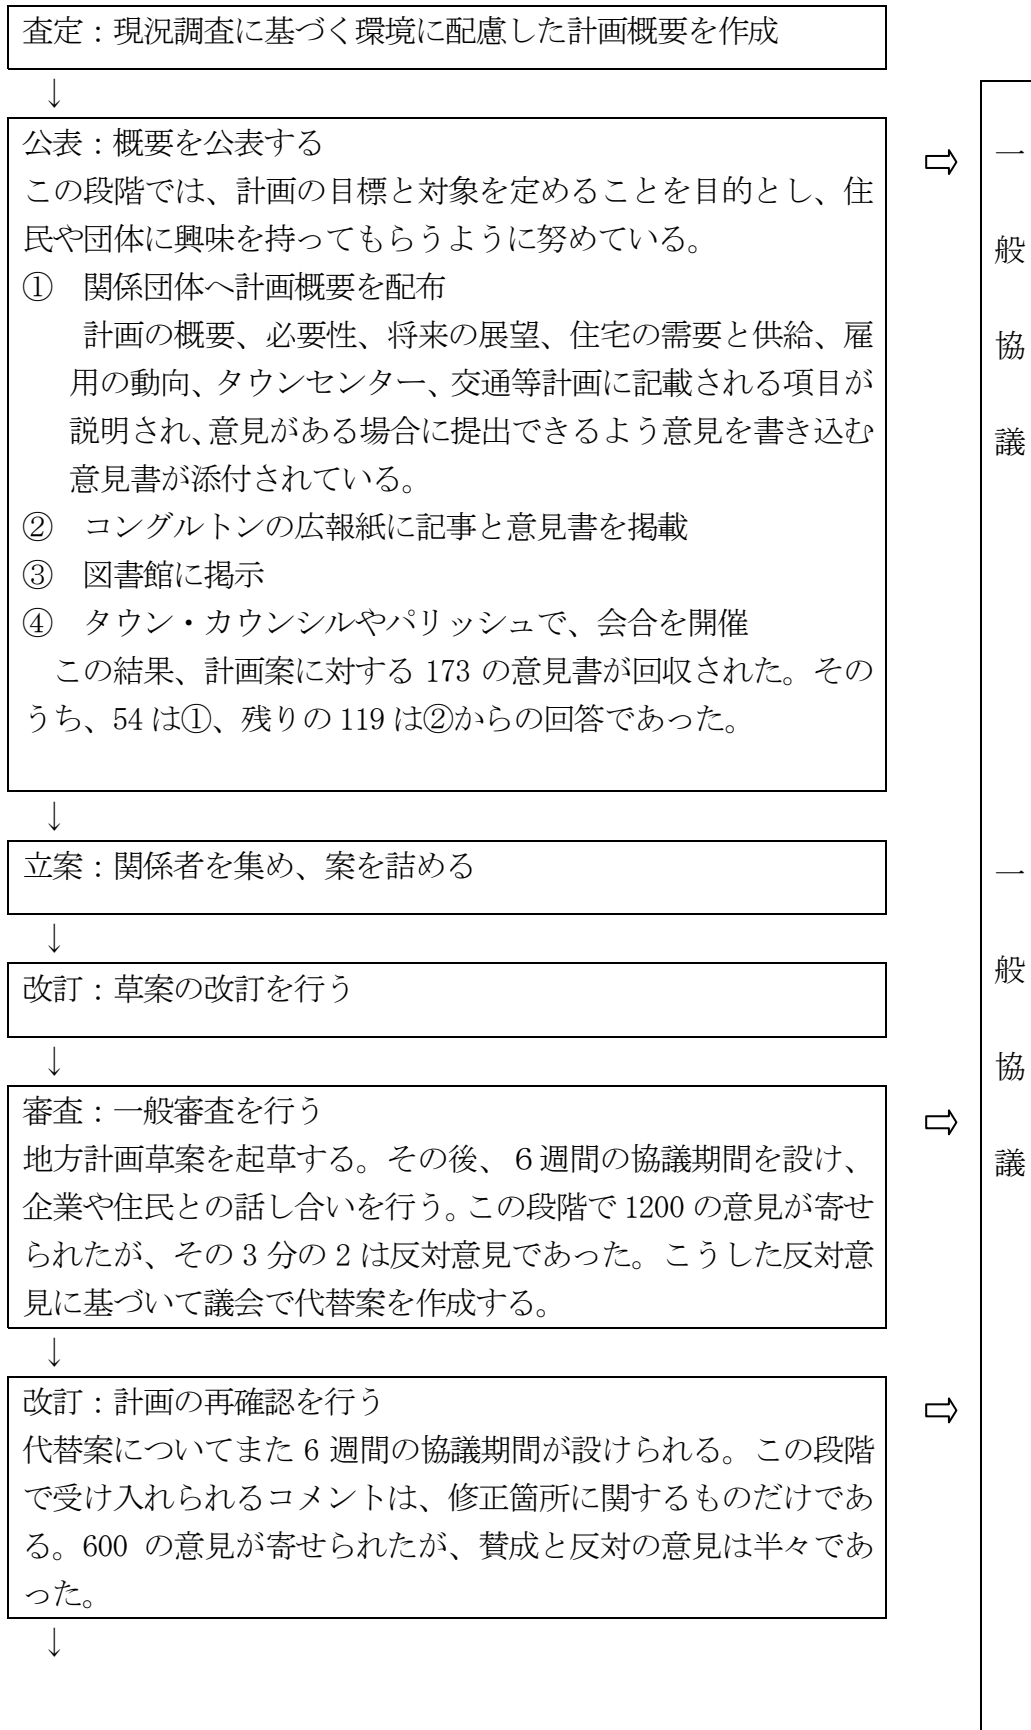 査定：現況調査に基づく環境に配慮した計画概要を作成
↓
公表：概要を公表する
この段階では、計画の目標と対象を定めることを目的とし、住
民や団体に興味を持ってもらうように努めている。
①　関係団体へ計画概要を配布
計画の概要、必要性、将来の展望、住宅の需要と供給、雇
用の動向、タウンセンター、交通等計画に記載される項目が
説明され、意見がある場合に提出できるよう意見を書き込む
意見書が添付されている。
②　コングルトンの広報紙に記事と意見書を掲載
③　図書館に掲示
④　タウン・カウンシルやパリッシュで、会合を開催
この結果、計画案に対する 173 の意見書が回収された。その
うち、54 は①、残りの 119 は②からの回答であった。
⇨
一般協議
↓
立案：関係者を集め、案を詰める
↓
改訂：草案の改訂を行う
↓
審査：一般審査を行う
地方計画草案を起草する。その後、６週間の協議期間を設け、
企業や住民との話し合いを行う。この段階で 1200 の意見が寄せ
られたが、その 3 分の 2 は反対意見であった。こうした反対意
見に基づいて議会で代替案を作成する。
⇨
一般協議
↓
改訂：計画の再確認を行う
代替案についてまた 6 週間の協議期間が設けられる。この段階
で受け入れられるコメントは、修正箇所に関するものだけであ
る。600 の意見が寄せられたが、賛成と反対の意見は半々であ
った。
⇨
↓